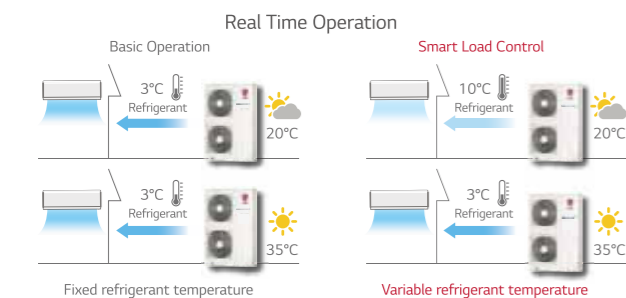 Real Time Operation
Basic Operation
Smart Load Control
3°C
Refrigerant
20°C
10°C
Refrigerant
20°C
3°C
Refrigerant
35°C
3°C
Refrigerant
35°C
Fixed refrigerant temperature
Variable refrigerant temperature